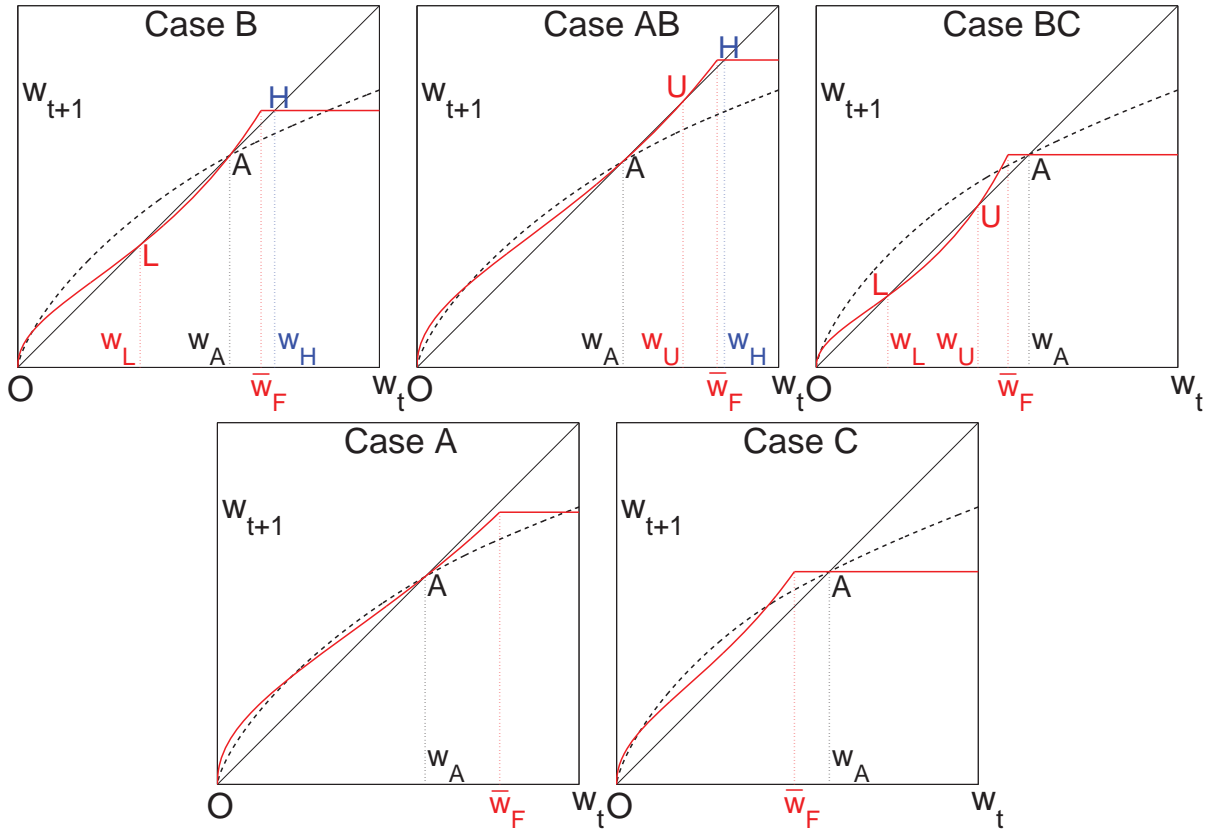 Case B
H
w_{t+1}
A
L
w_L
w_A
w_H
O
w̅_F
w_t
Case AB
H
U
w_{t+1}
A
w_A
w_U
w_H
O
w̅_F
w_t
Case BC
w_{t+1}
A
U
L
w_L
w_U
w_A
O
w̅_F
w_t
Case A
w_{t+1}
A
w_A
O
w̅_F
w_t
Case C
w_{t+1}
A
w_A
O
w̅_F
w_t